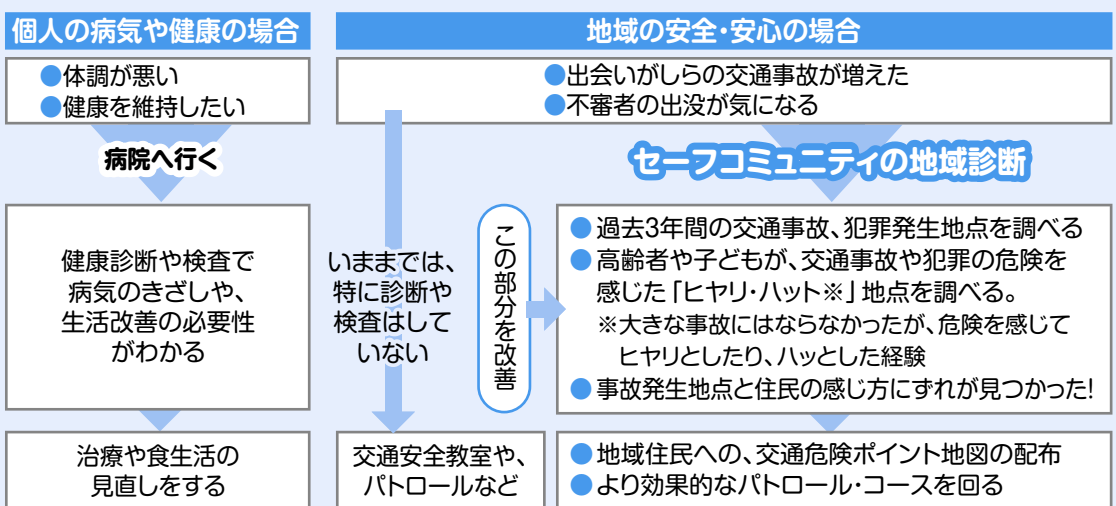 個人の病気や健康の場合
●体調が悪い
●健康を維持したい
病院へ行く
健康診断や検査で
病気のきざしや、
生活改善の必要性
がわかる
治療や食生活の
見直しをする
地域の安全・安心の場合
●出会いがしらの交通事故が増えた
●不審者の出没が気になる
いままでは、
特に診断や
検査はして
いない
交通安全教室や、
パトロールなど
この部分を改善
セーフコミュニティの地域診断
●過去3年間の交通事故、犯罪発生地点を調べる
●高齢者や子どもが、交通事故や犯罪の危険を
感じた「ヒヤリ・ハット※」地点を調べる。
※大きな事故にはならなかったが、危険を感じて
ヒヤリとしたり、ハッとした経験
●事故発生地点と住民の感じ方にずれが見つかった!
●地域住民への、交通危険ポイント地図の配布
●より効果的なパトロール・コースを回る